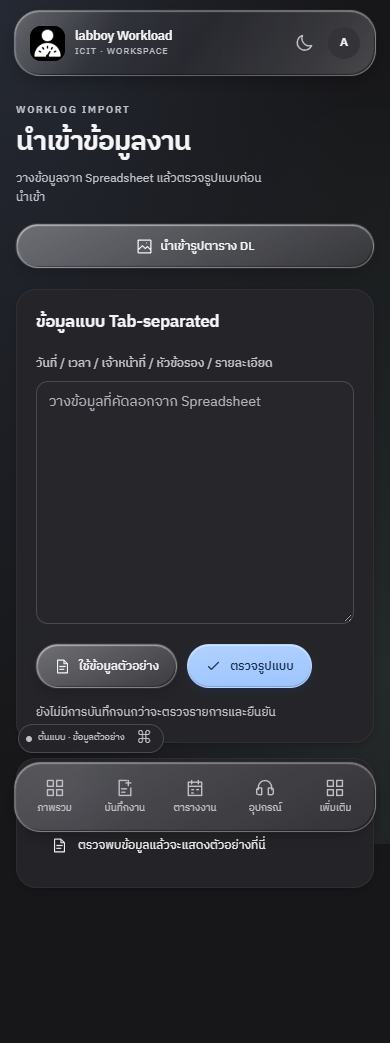 labboy Workload
ICIT · WORKSPACE
A
WORKLOG IMPORT
นำเข้าข้อมูลงาน
วางข้อมูลจาก Spreadsheet แล้วตรวจรูปแบบก่อน
นำเข้า
นำเข้ารูปตาราง DL
ข้อมูลแบบ Tab-separated
วันที่ / เวลา / เจ้าหน้าที่ / หัวข้อรอง / รายละเอียด
วางข้อมูลที่คัดลอกจาก Spreadsheet
ใช้ข้อมูลตัวอย่าง
ตรวจรูปแบบ
ยังไม่มีการบันทึกจนกว่าจะตรวจรายการและยืนยัน
ต้นแบบ · ข้อมูลตัวอย่าง ⌘
ภาพรวม
บันทึกงาน
ตารางงาน
อุปกรณ์
เพิ่มเติม
ตรวจพบข้อมูลแล้วจะแสดงตัวอย่างที่นี่